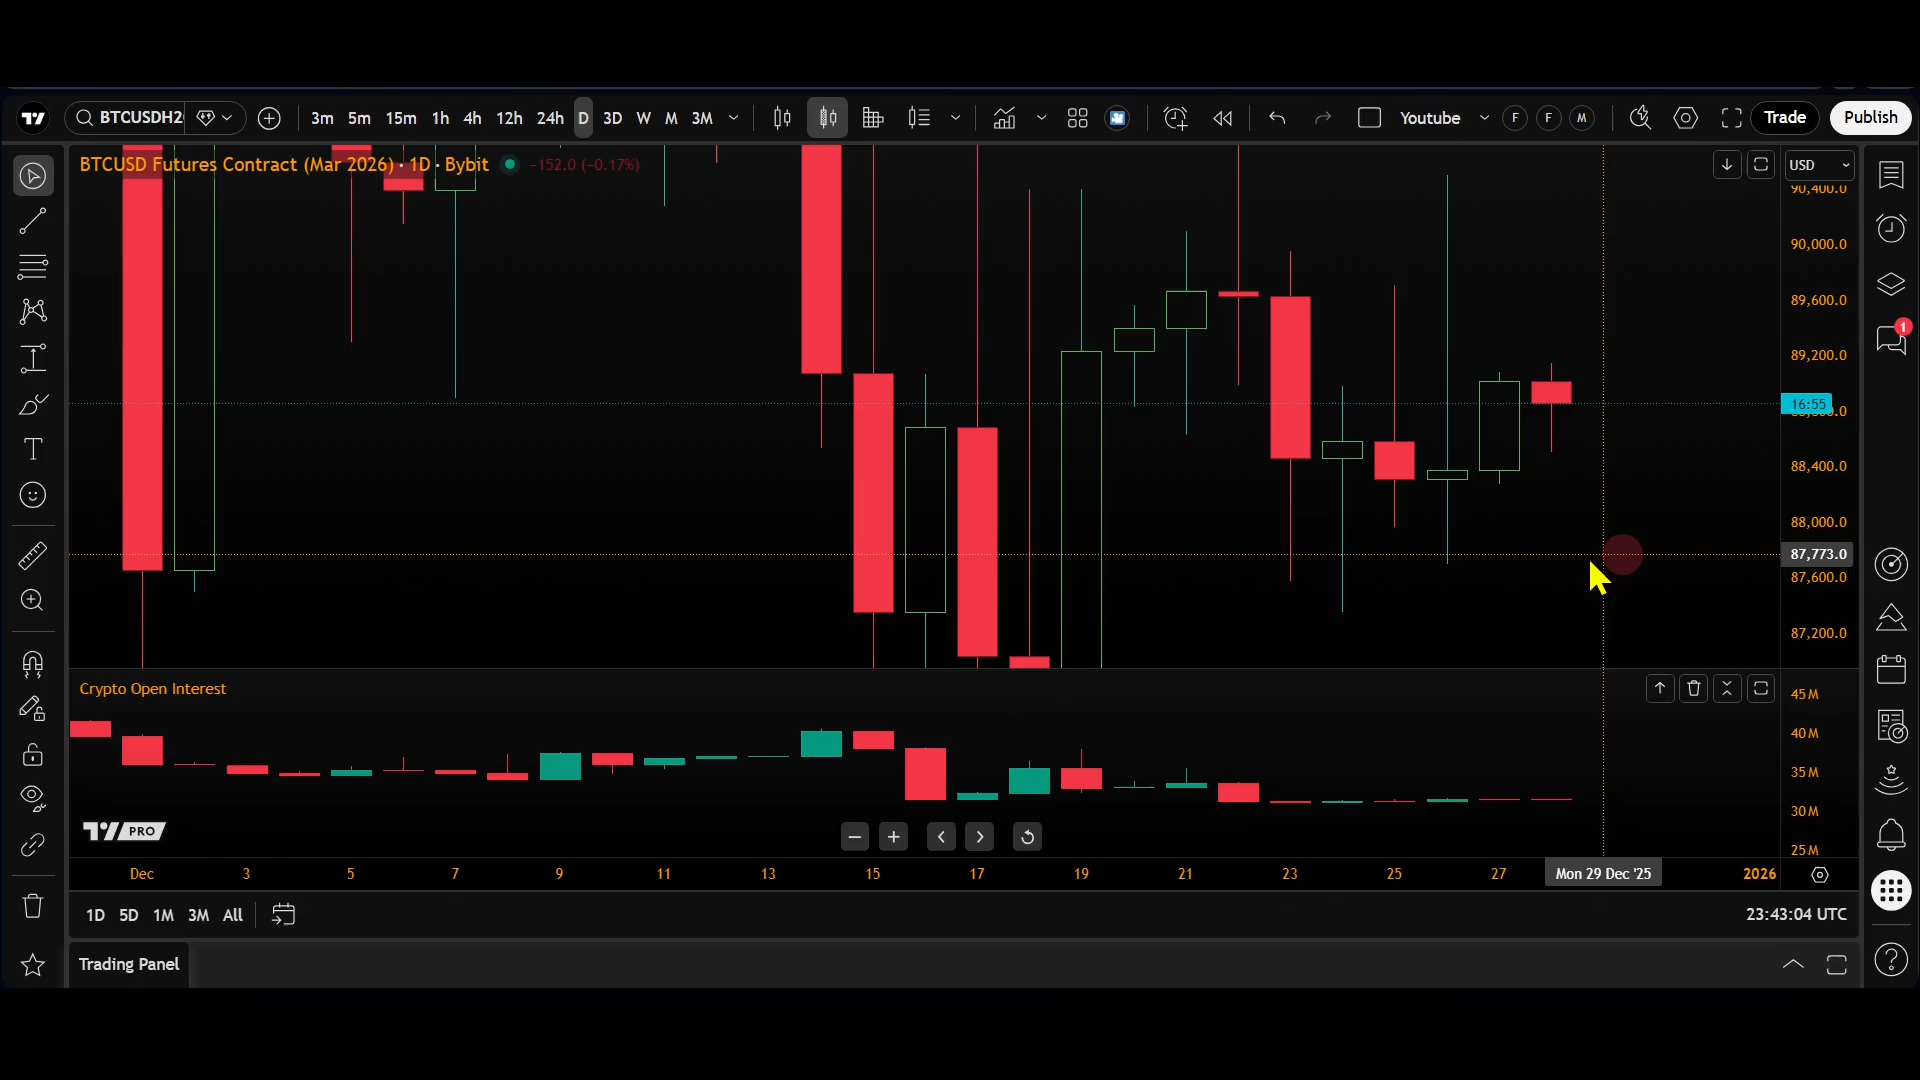 BTCUSDH2
3m 5m 15m 1h 4h 12h 24h D 3D W M 3M
Youtube
F F M
Trade
Publish
BTCUSD Futures Contract (Mar 2026) · 1D · Bybit
−152.0 (−0.17%)
USD
90,400.0
90,000.0
89,600.0
89,200.0
16:55
88,400.0
88,000.0
87,773.0
87,600.0
87,200.0
1
Crypto Open Interest
45 M
40 M
35 M
30 M
25 M
PRO
Dec 3 5 7 9 11 13 15 17 19 21 23 25 27 Mon 29 Dec '25 2026
1D 5D 1M 3M All
23:43:04 UTC
Trading Panel